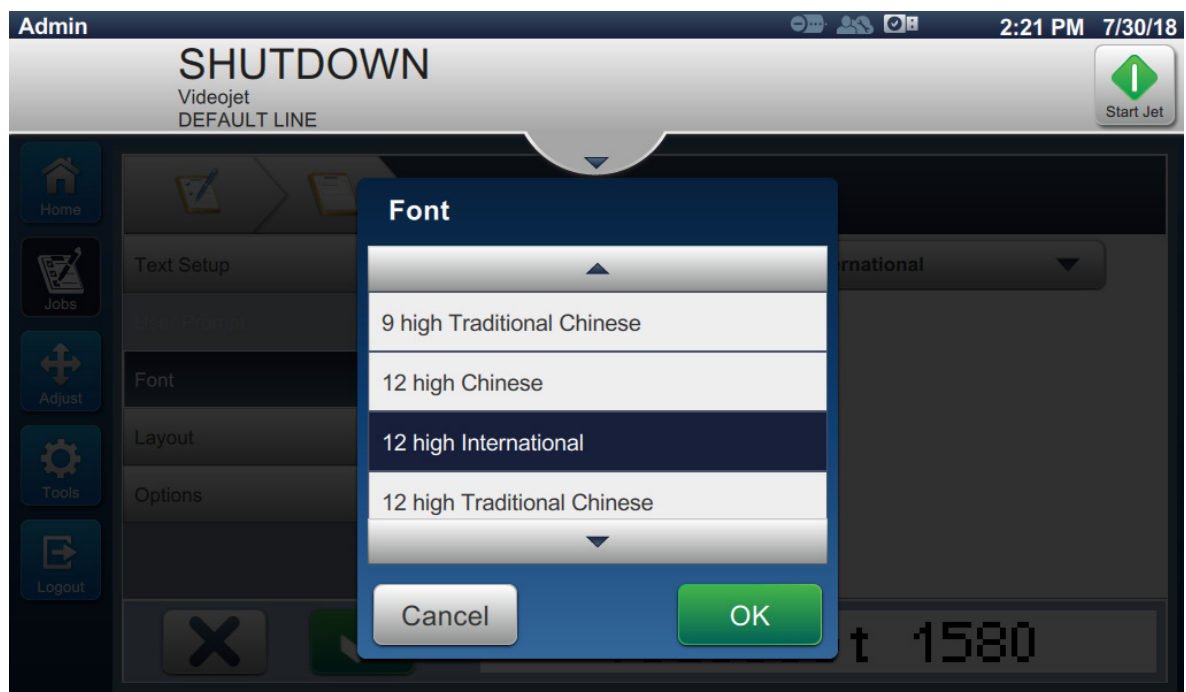 Admin 2:21 PM 7/30/18
SHUTDOWN
Videojet
DEFAULT LINE
Start Jet
Home
Jobs
Adjust
Tools
Logout
Text Setup
User Prompt
Font
Layout
Options
rnational
Font
9 high Traditional Chinese
12 high Chinese
12 high International
12 high Traditional Chinese
Cancel
OK
t 1580